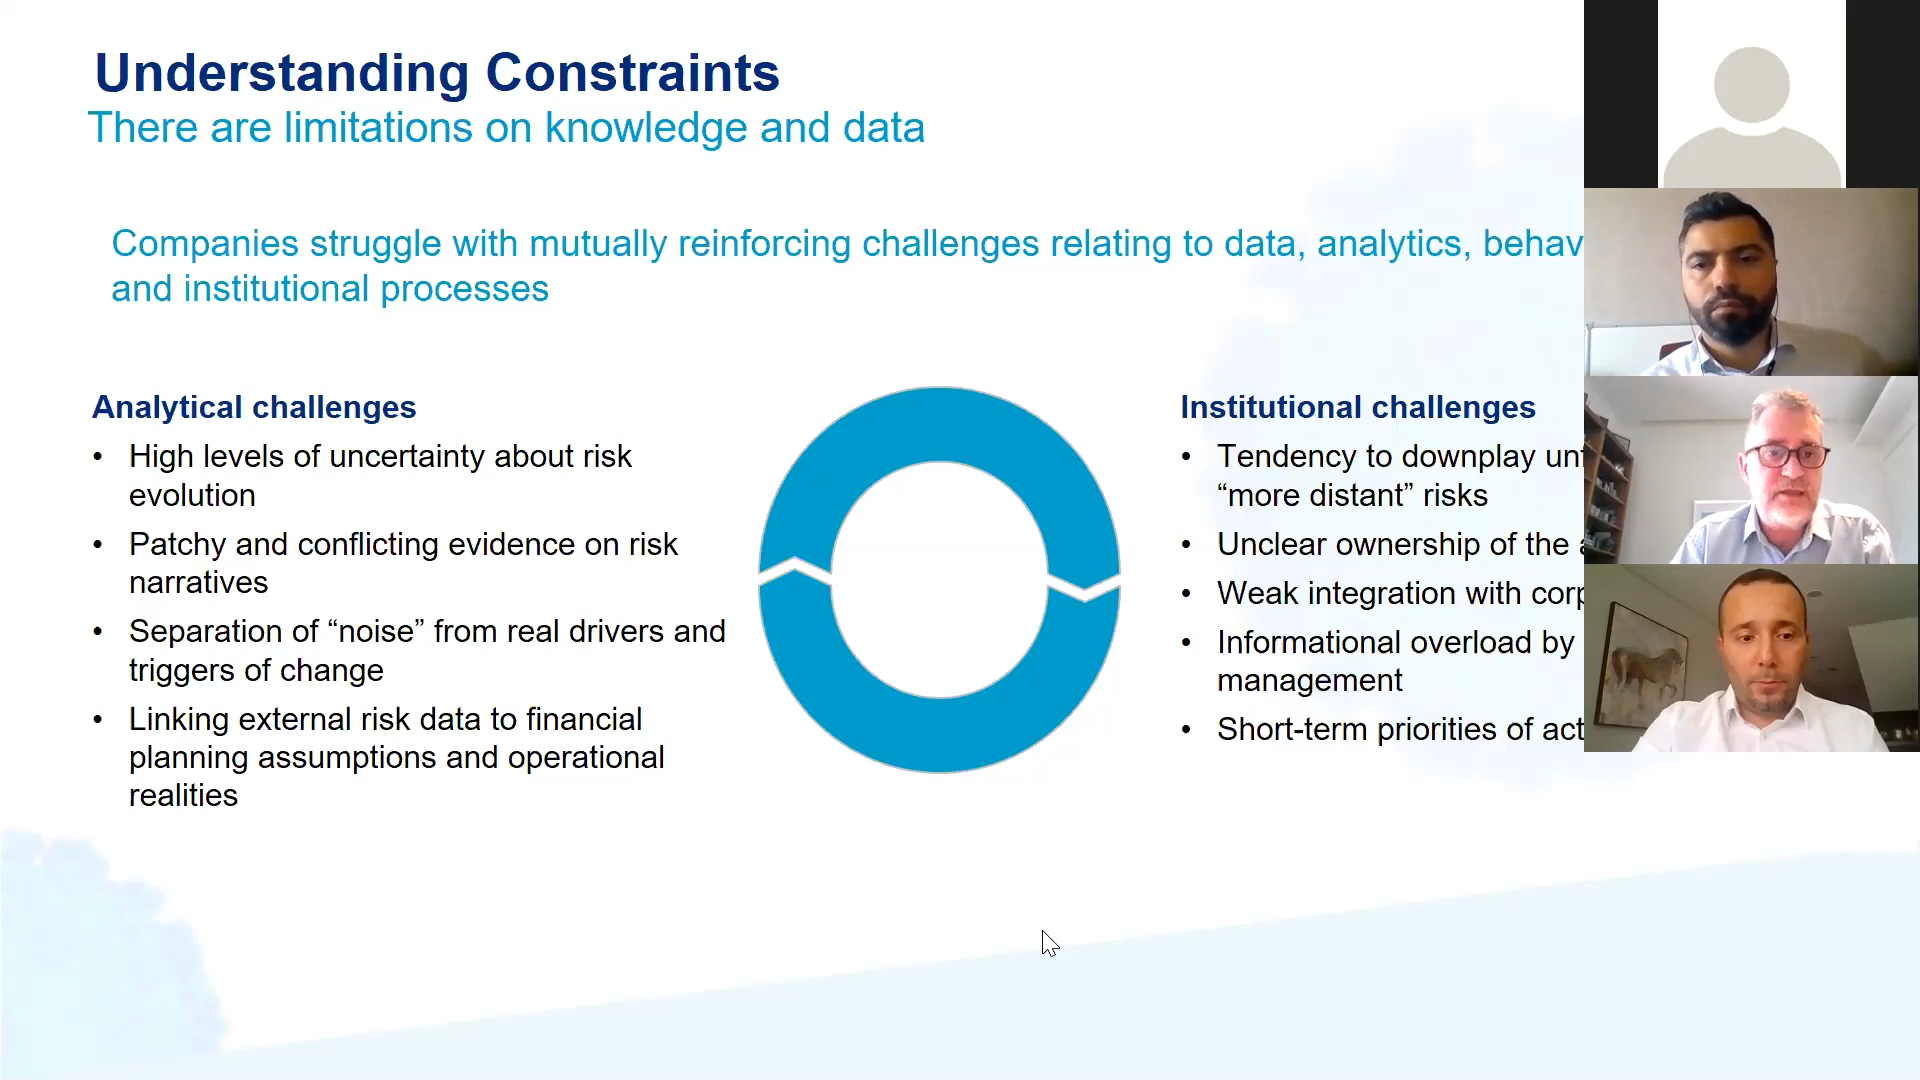 Understanding Constraints
There are limitations on knowledge and data
Companies struggle with mutually reinforcing challenges relating to data, analytics,
and institutional processes
Analytical challenges
• High levels of uncertainty about risk
evolution
• Patchy and conflicting evidence on risk
narratives
• Separation of “noise” from real drivers and
triggers of change
• Linking external risk data to financial
planning assumptions and operational
realities
Institutional challenges
• Tendency to downplay
“more distant” risks
• Unclear ownership of the
• Weak integration with
• Informational overload by
management
• Short-term priorities of